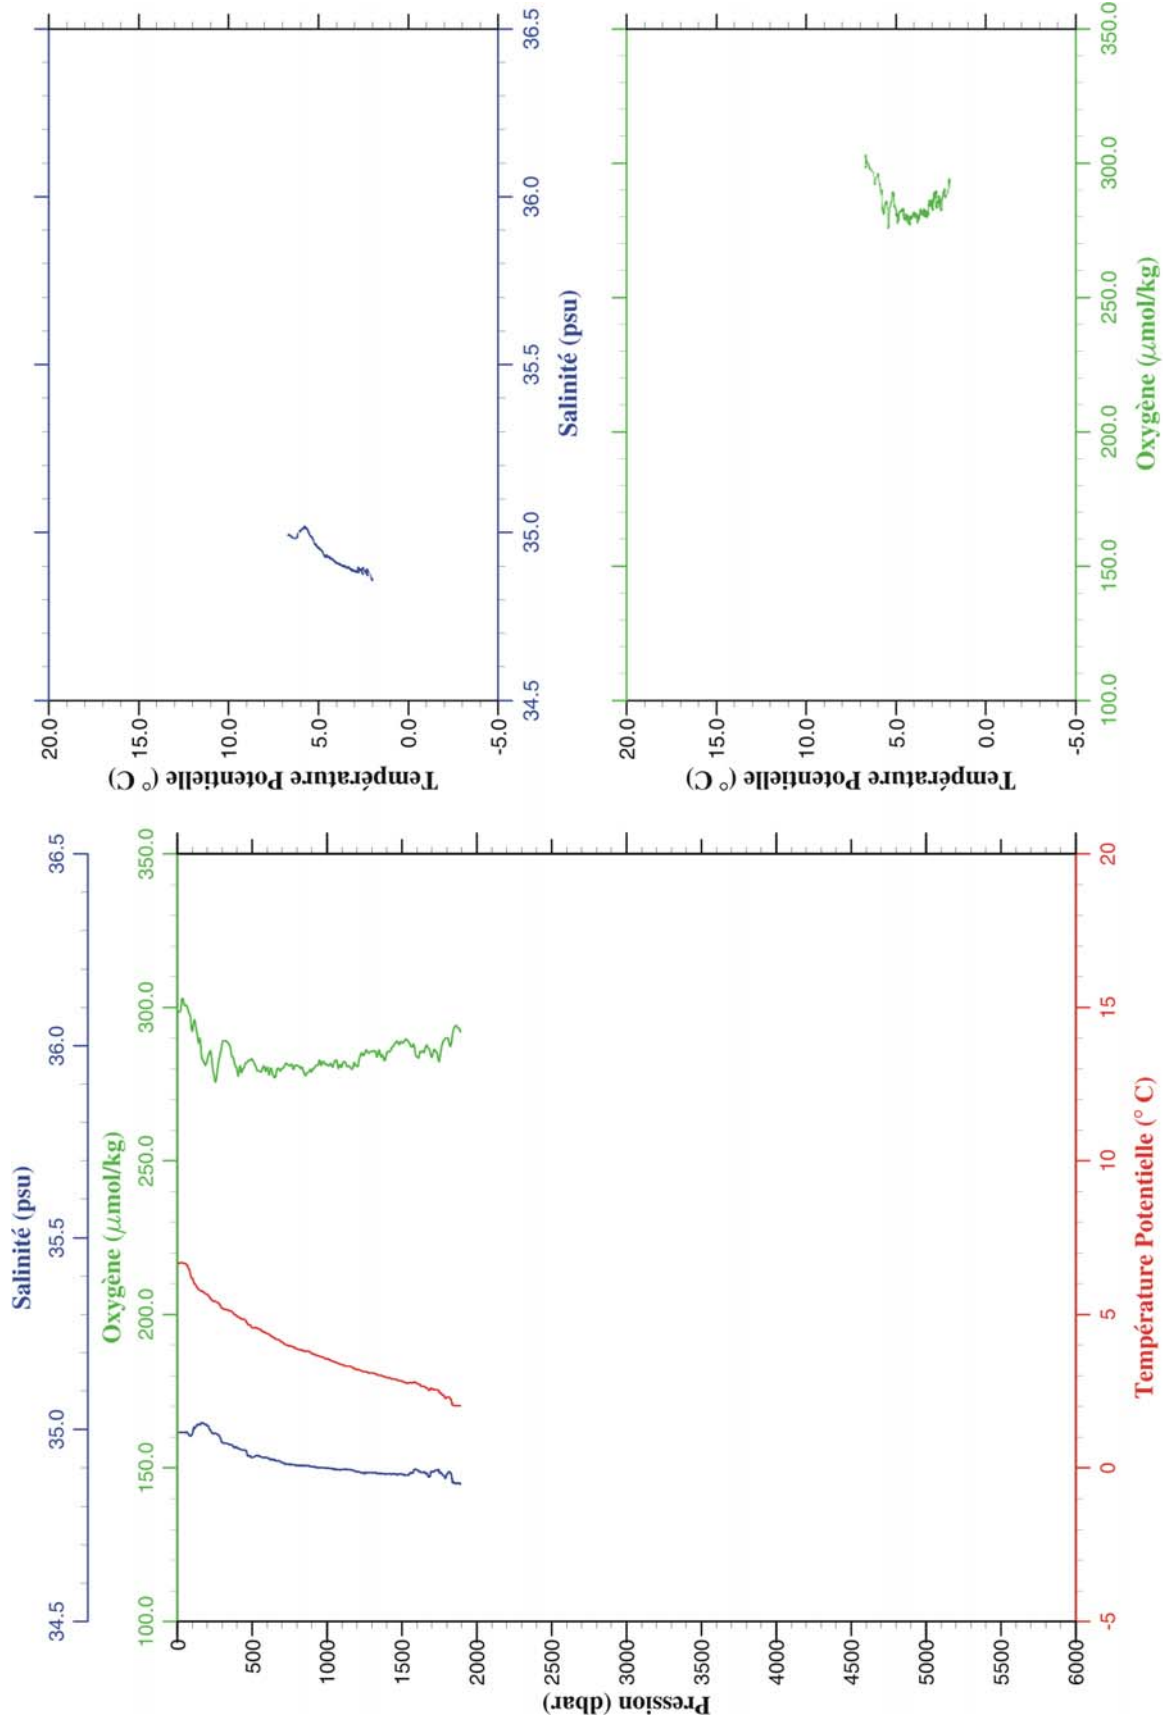 Salinité (psu)
34.5 35.0 35.5 36.0 36.5
Oxygène (μmol/kg)
100.0 150.0 200.0 250.0 300.0 350.0
Pression (dbar)
0
500
1000
1500
2000
2500
3000
3500
4000
4500
5000
5500
6000
-5 0 5 10 15 20
Température Potentielle (° C)
Température Potentielle (° C)
20.0
15.0
10.0
5.0
0.0
-5.0
34.5 35.0 35.5 36.0 36.5
Salinité (psu)
Température Potentielle (° C)
20.0
15.0
10.0
5.0
0.0
-5.0
100.0 150.0 200.0 250.0 300.0 350.0
Oxygène (μmol/kg)